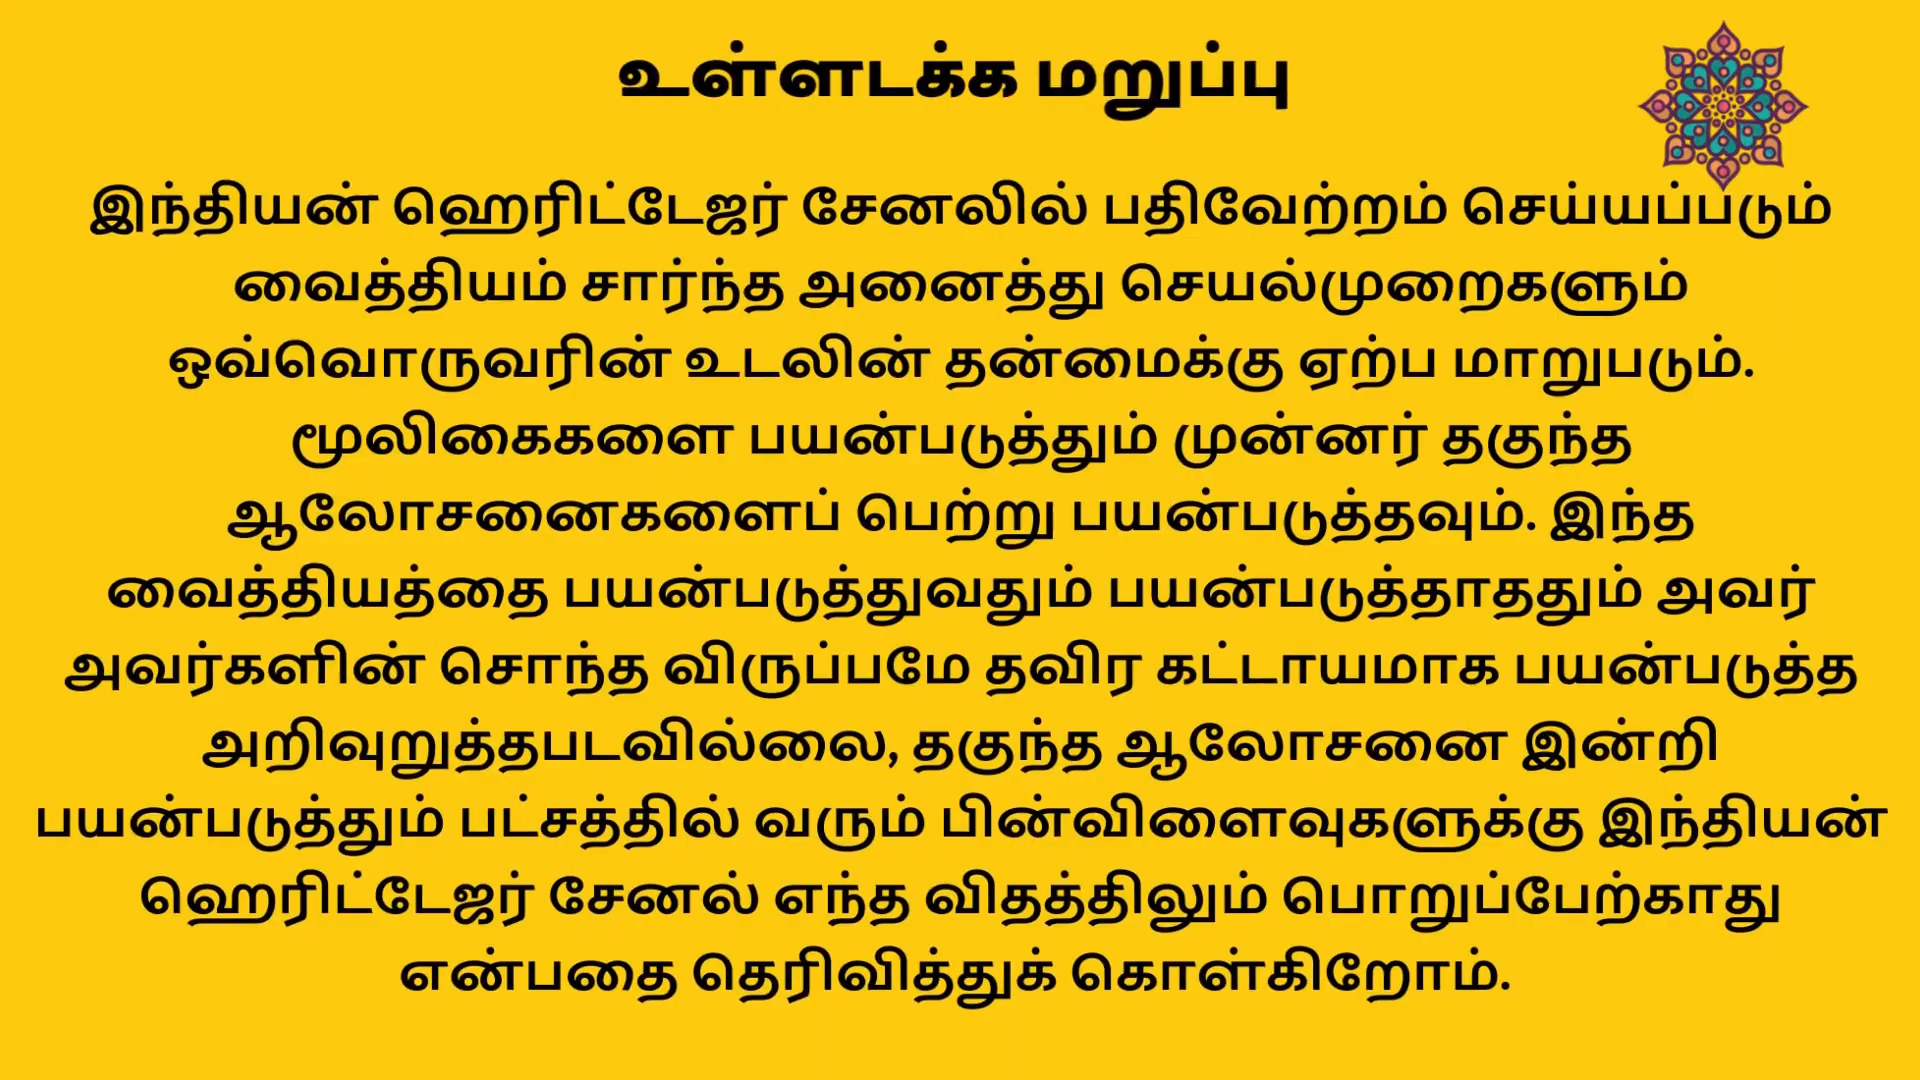 உள்ளடக்க மறுப்பு
இந்தியன் ஹெரிட்டேஜர் சேனலில் பதிவேற்றம் செய்யப்படும்
வைத்தியம் சார்ந்த அனைத்து செயல்முறைகளும்
ஒவ்வொருவரின் உடலின் தன்மைக்கு ஏற்ப மாறுபடும்.
மூலிகைகளை பயன்படுத்தும் முன்னர் தகுந்த
ஆலோசனைகளைப் பெற்று பயன்படுத்தவும். இந்த
வைத்தியத்தை பயன்படுத்துவதும் பயன்படுத்தாததும் அவர்
அவர்களின் சொந்த விருப்பமே தவிர கட்டாயமாக பயன்படுத்த
அறிவுறுத்தபடவில்லை, தகுந்த ஆலோசனை இன்றி
பயன்படுத்தும் பட்சத்தில் வரும் பின்விளைவுகளுக்கு இந்தியன்
ஹெரிட்டேஜர் சேனல் எந்த விதத்திலும் பொறுப்பேற்காது
என்பதை தெரிவித்துக் கொள்கிறோம்.